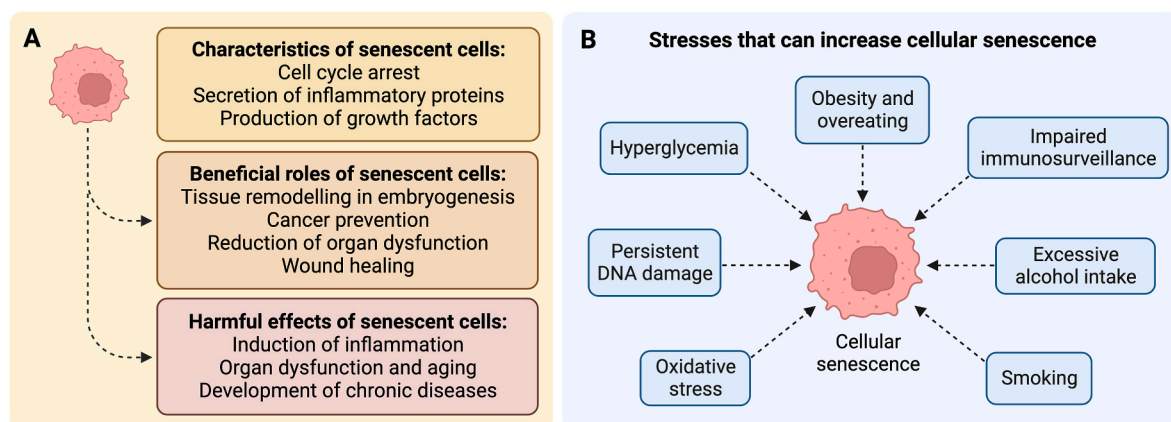 A
Characteristics of senescent cells:
Cell cycle arrest
Secretion of inflammatory proteins
Production of growth factors
Beneficial roles of senescent cells:
Tissue remodelling in embryogenesis
Cancer prevention
Reduction of organ dysfunction
Wound healing
Harmful effects of senescent cells:
Induction of inflammation
Organ dysfunction and aging
Development of chronic diseases
B
Stresses that can increase cellular senescence
Obesity and
overeating
Hyperglycemia
Impaired
immunosurveillance
Persistent
DNA damage
Excessive
alcohol intake
Cellular
senescence
Oxidative
stress
Smoking